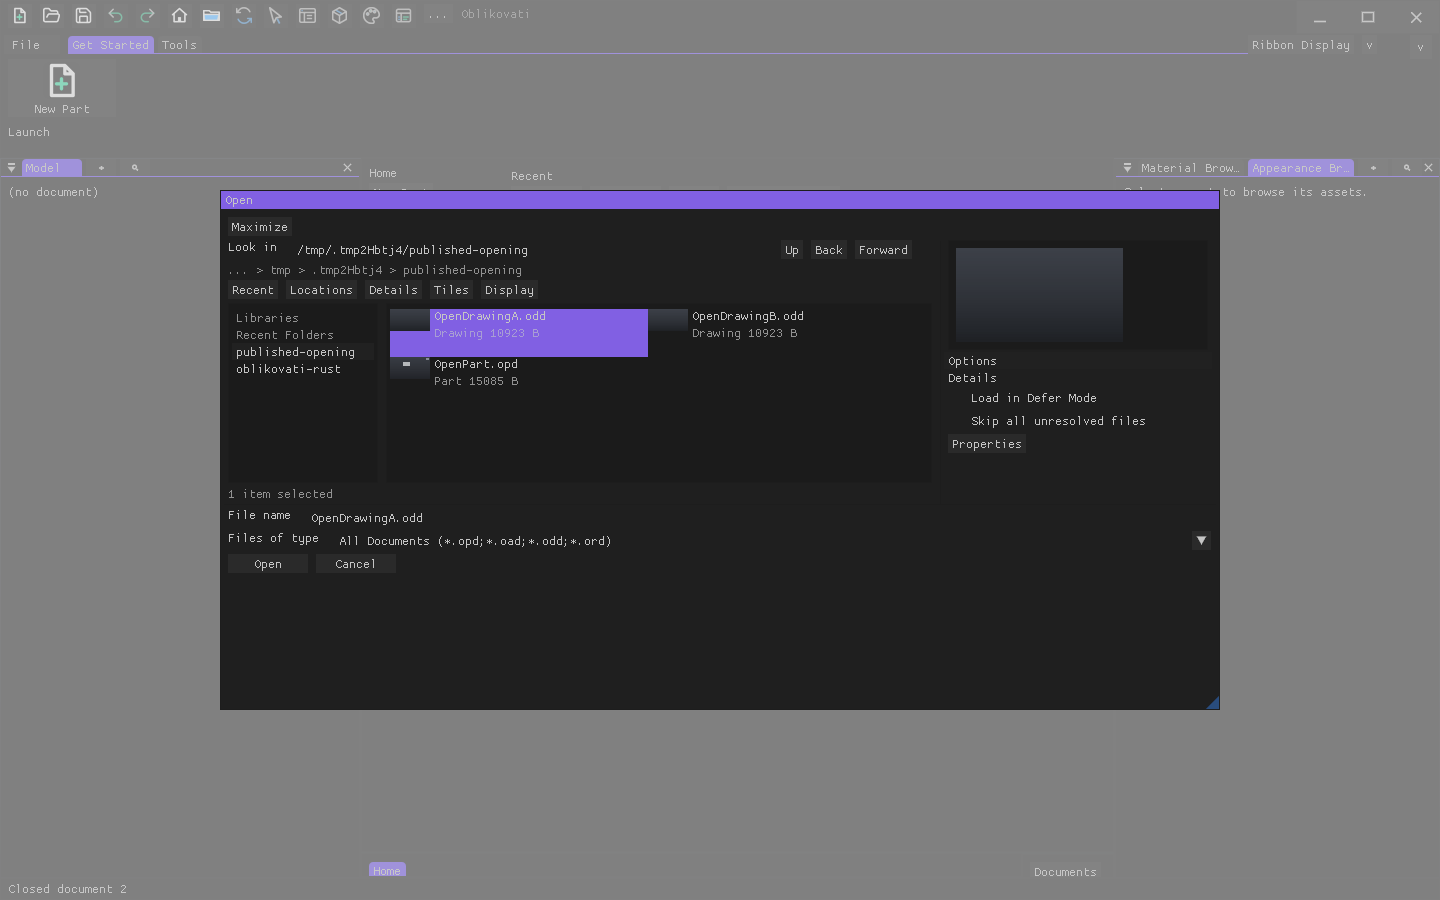 ... Oblikovati
File Get Started Tools Ribbon Display v v
New Part
Launch
Model
(no document)
Home
Recent
Material Brow... Appearance Br...
to browse its assets.
Open
Maximize
Look in /tmp/.tmp2Hbtj4/published-opening Up Back Forward
... > tmp > .tmp2Hbtj4 > published-opening
Recent Locations Details Tiles Display
Libraries
Recent Folders
published-opening
oblikovati-rust
OpenDrawingA.odd
Drawing 10923 B
OpenDrawingB.odd
Drawing 10923 B
OpenPart.opd
Part 15085 B
Options
Details
Load in Defer Mode
Skip all unresolved files
Properties
1 item selected
File name OpenDrawingA.odd
Files of type All Documents (*.opd;*.oad;*.odd;*.ord)
Open Cancel
Home
Documents
Closed document 2